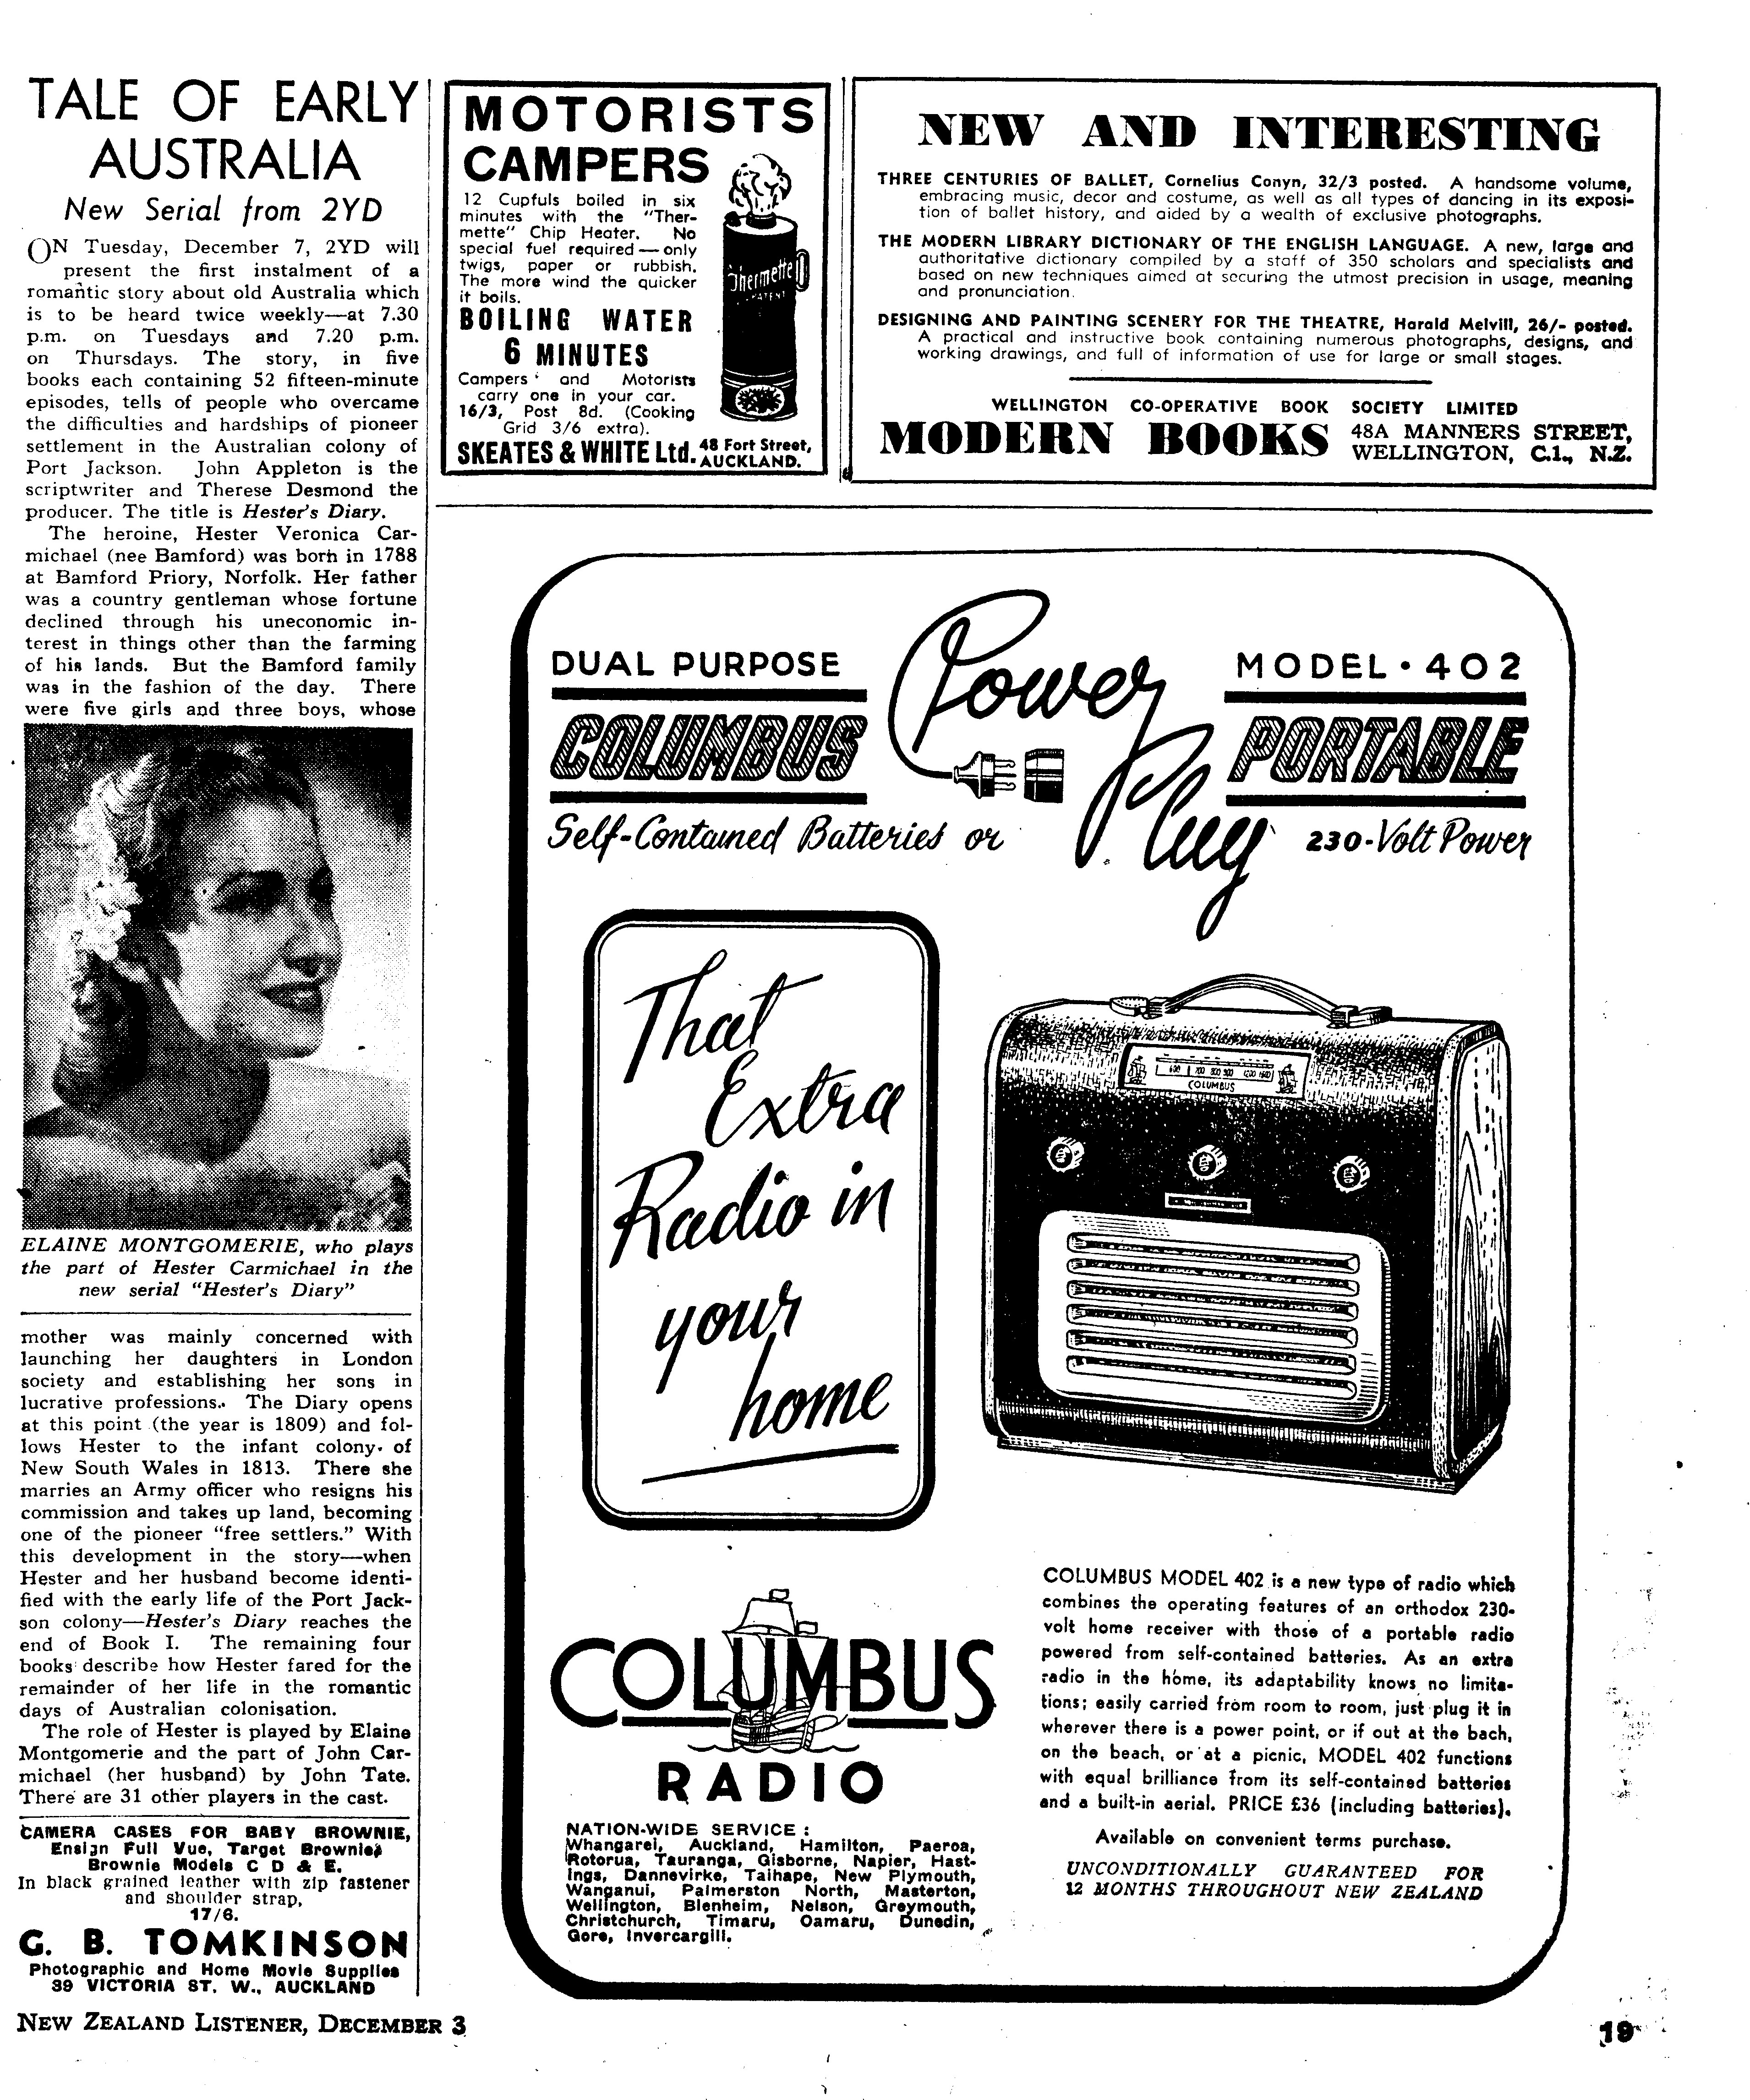 TALE OF EARLY
AUSTRALIA
New Serial from 2YD
ON Tuesday, December 7, 2YD will
present the first instalment of a
romantic story about old Australia which
is to be heard twice weekly—at 7.30
p.m. on Tuesdays and 7.20 p.m.
on Thursdays. The story, in five
books each containing 52 fifteen-minute
episodes, tells of people who overcame
the difficulties and hardships of pioneer
settlement in the Australian colony of
Port Jackson. John Appleton is the
scriptwriter and Therese Desmond the
producer. The title is Hester's Diary.
The heroine, Hester Veronica Car-
michael (nee Bamford) was born in 1788
at Bamford Priory, Norfolk. Her father
was a country gentleman whose fortune
declined through his uneconomic in-
terest in things other than the farming
of his lands. But the Bamford family
was in the fashion of the day. There
were five girls and three boys, whose
ELAINE MONTGOMERIE, who plays
the part of Hester Carmichael in the
new serial "Hester's Diary"
mother was mainly concerned with
launching her daughters in London
society and establishing her sons in
lucrative professions. The Diary opens
at this point (the year is 1809) and fol-
lows Hester to the infant colony of
New South Wales in 1813. There she
marries an Army officer who resigns his
commission and takes up land, becoming
one of the pioneer "free settlers." With
this development in the story—when
Hester and her husband become identi-
fied with the early life of the Port Jack-
son colony—Hester's Diary reaches the
end of Book I. The remaining four
books describe how Hester fared for the
remainder of her life in the romantic
days of Australian colonisation.
The role of Hester is played by Elaine
Montgomerie and the part of John Car-
michael (her husband) by John Tate.
There are 31 other players in the cast.
CAMERA CASES FOR BABY BROWNIE,
Ensign Full Vue, Target Brownies
Brownie Models C D & E.
In black grained leather with zip fastener
and shoulder strap,
17/6.
G. B. TOMKINSON
Photographic and Home Movie Supplies
39 VICTORIA ST. W., AUCKLAND
MOTORISTS
CAMPERS
12 Cupfuls boiled in six
minutes with the "Ther-
mette" Chip Heater. No
special fuel required—only
twigs, paper or rubbish.
The more wind the quicker
it boils.
BOILING WATER
6 MINUTES
Campers and Motorists
carry one in your car.
16/3, Post 8d. (Cooking
Grid 3/6 extra).
SKEATES & WHITE Ltd. 48 Fort Street,
AUCKLAND.
Thermette
PATENT
NEW AND INTERESTING
THREE CENTURIES OF BALLET, Cornelius Conyn, 32/3 posted. A handsome volume,
embracing music, decor and costume, as well as all types of dancing in its exposi-
tion of ballet history, and aided by a wealth of exclusive photographs.
THE MODERN LIBRARY DICTIONARY OF THE ENGLISH LANGUAGE. A new, large and
authoritative dictionary compiled by a staff of 350 scholars and specialists and
based on new techniques aimed at securing the utmost precision in usage, meaning
and pronunciation.
DESIGNING AND PAINTING SCENERY FOR THE THEATRE, Harald Melvill, 26/- posted.
A practical and instructive book containing numerous photographs, designs, and
working drawings, and full of information of use for large or small stages.
WELLINGTON CO-OPERATIVE BOOK SOCIETY LIMITED
MODERN BOOKS 48A MANNERS STREET,
WELLINGTON, C.1., N.Z.
DUAL PURPOSE
COLUMBUS
Power
Plug
MODEL · 402
PORTABLE
Self-Contained Batteries or
230-Volt Power
That
Extra
Radio in
your
home
COLUMBUS
COLUMBUS
RADIO
NATION-WIDE SERVICE:
Whangarei, Auckland, Hamilton, Paeroa,
Rotorua, Tauranga, Gisborne, Napier, Hast-
ings, Dannevirke, Taihape, New Plymouth,
Wanganui, Palmerston North, Masterton,
Wellington, Blenheim, Nelson, Greymouth,
Christchurch, Timaru, Oamaru, Dunedin,
Gore, Invercargill.
COLUMBUS MODEL 402 is a new type of radio which
combines the operating features of an orthodox 230-
volt home receiver with those of a portable radio
powered from self-contained batteries. As an extra
radio in the home, its adaptability knows no limita-
tions; easily carried from room to room, just plug it in
wherever there is a power point, or if out at the bach,
on the beach, or at a picnic, MODEL 402 functions
with equal brilliance from its self-contained batteries
and a built-in aerial. PRICE £36 (including batteries).
Available on convenient terms purchase.
UNCONDITIONALLY GUARANTEED FOR
12 MONTHS THROUGHOUT NEW ZEALAND
NEW ZEALAND LISTENER, DECEMBER 3
19